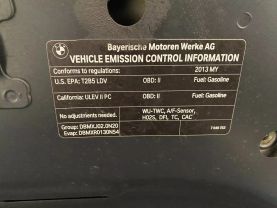 Bayerische Motoren Werke AG
VEHICLE EMISSION CONTROL INFORMATION
Conforms to regulations: 2013 MY
U.S. EPA: T2B5 LDV OBD: II Fuel: Gasoline
California: ULEV II PC OBD: II Fuel: Gasoline
No adjustments needed. WU-TWC, A/F-Sensor,
HO2S, DFI, TC, CAC
Group: DBMXJ02.0N20
Evap: DBMXR0130N54